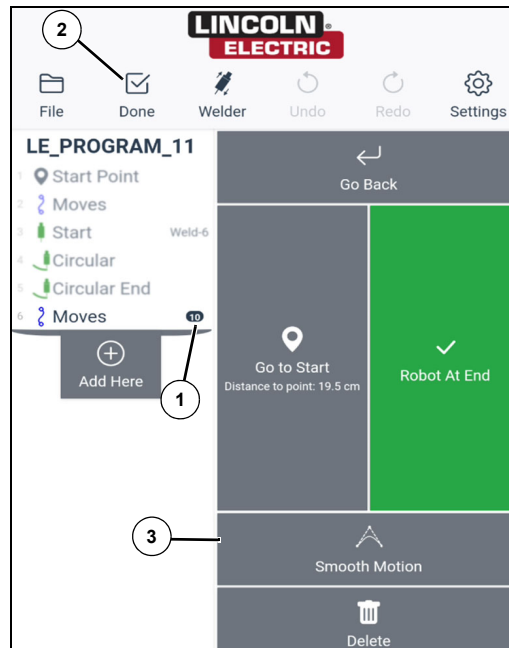 2
LINCOLN
ELECTRIC
File Done Welder Undo Redo Settings
LE_PROGRAM_11
1 Start Point
2 Moves
3 Start Weld-6
4 Circular
5 Circular End
6 Moves 10
Add Here
1
Go Back
Go to Start
Distance to point: 19.5 cm
Robot At End
3
Smooth Motion
Delete